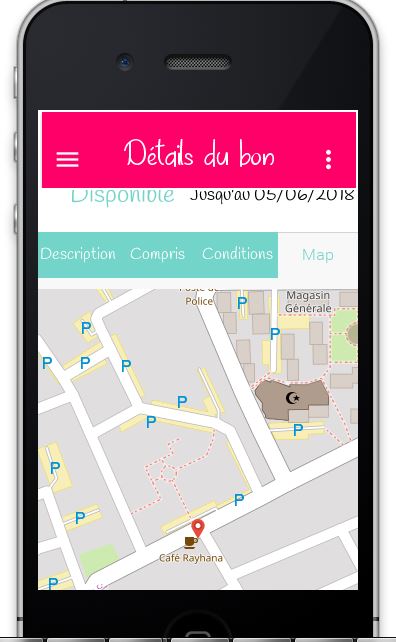 Détails du bon
Disponible Jusqu'au 05/06/2018
Description Compris Conditions Map
Poste de
Police
Magasin
Générale
P
P
P
P
P
P
P
P
P
P
P
P
P
Café Rayhana